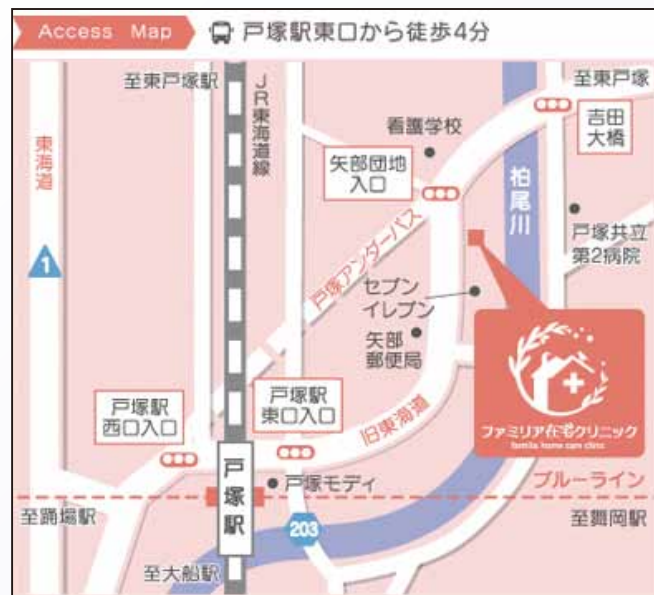 Access Map
戸塚駅東口から徒歩4分
至東戸塚駅
JR東海道線
至東戸塚
看護学校
吉田
大橋
東海道
矢部団地
入口
柏尾川
戸塚共立
第2病院
1
戸塚アンダーパス
セブン
イレブン
矢部
郵便局
戸塚駅
西口入口
戸塚駅
東口入口
旧東海道
ファミリア在宅クリニック
familia home care clinic
戸塚駅
戸塚モディ
ブルーライン
至踊場駅
203
至舞岡駅
至大船駅